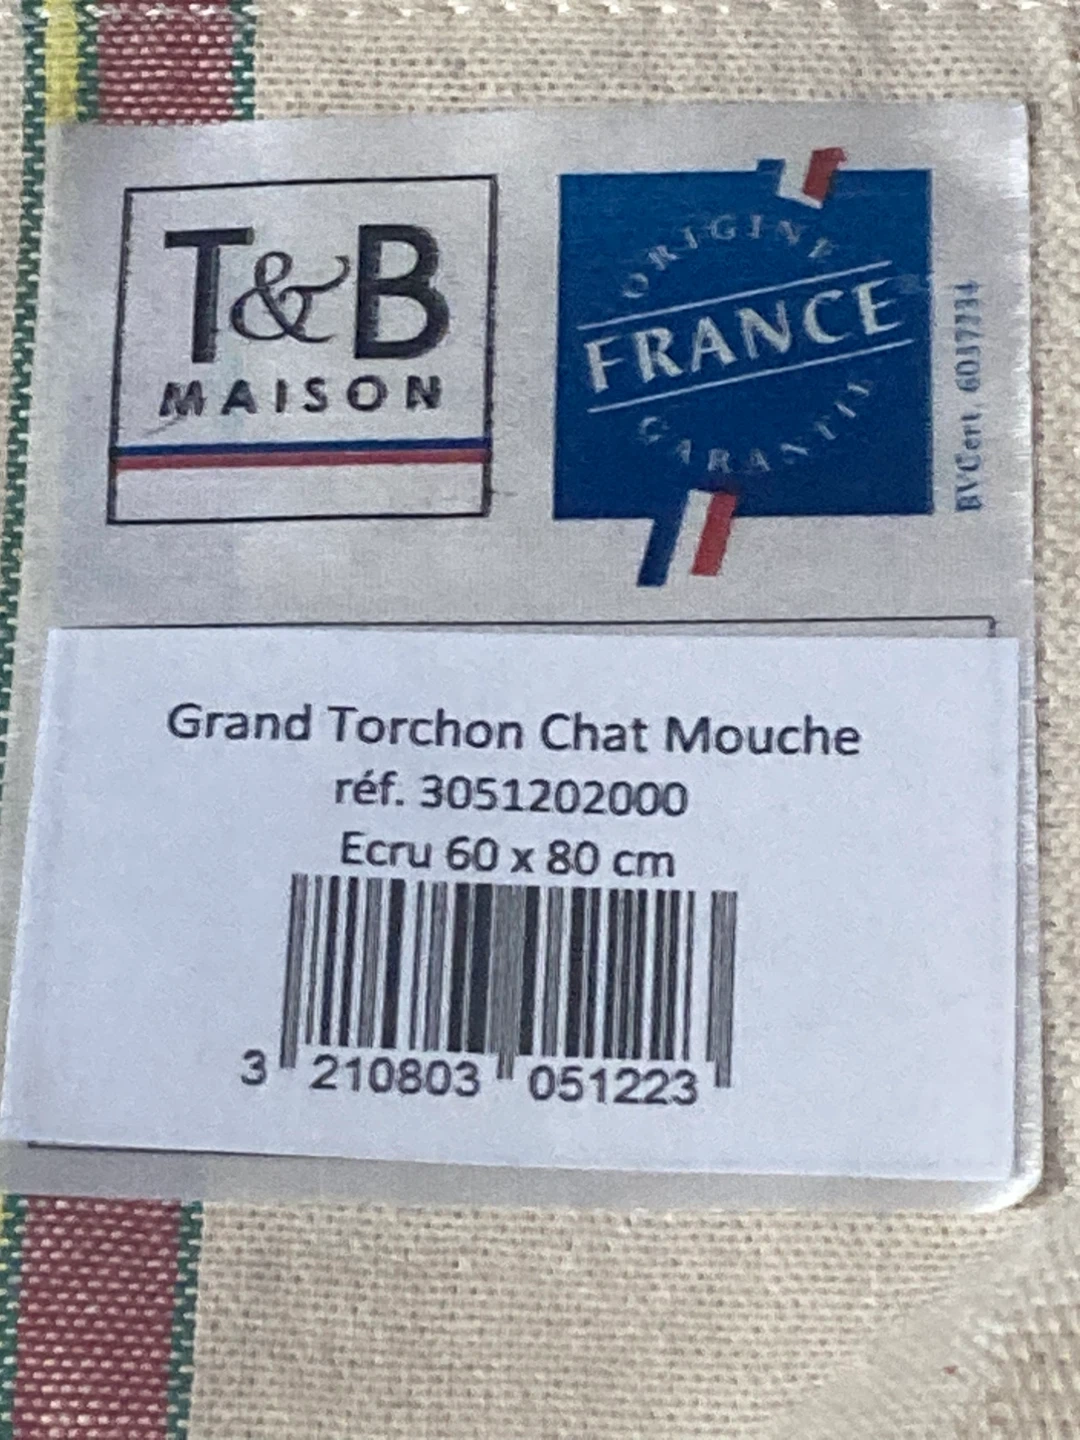 T&B
MAISON
ORIGINE
FRANCE
GARANTIE
BVCert. 6037734
Grand Torchon Chat Mouche
réf. 3051202000
Ecru 60 x 80 cm
3 210803 051223